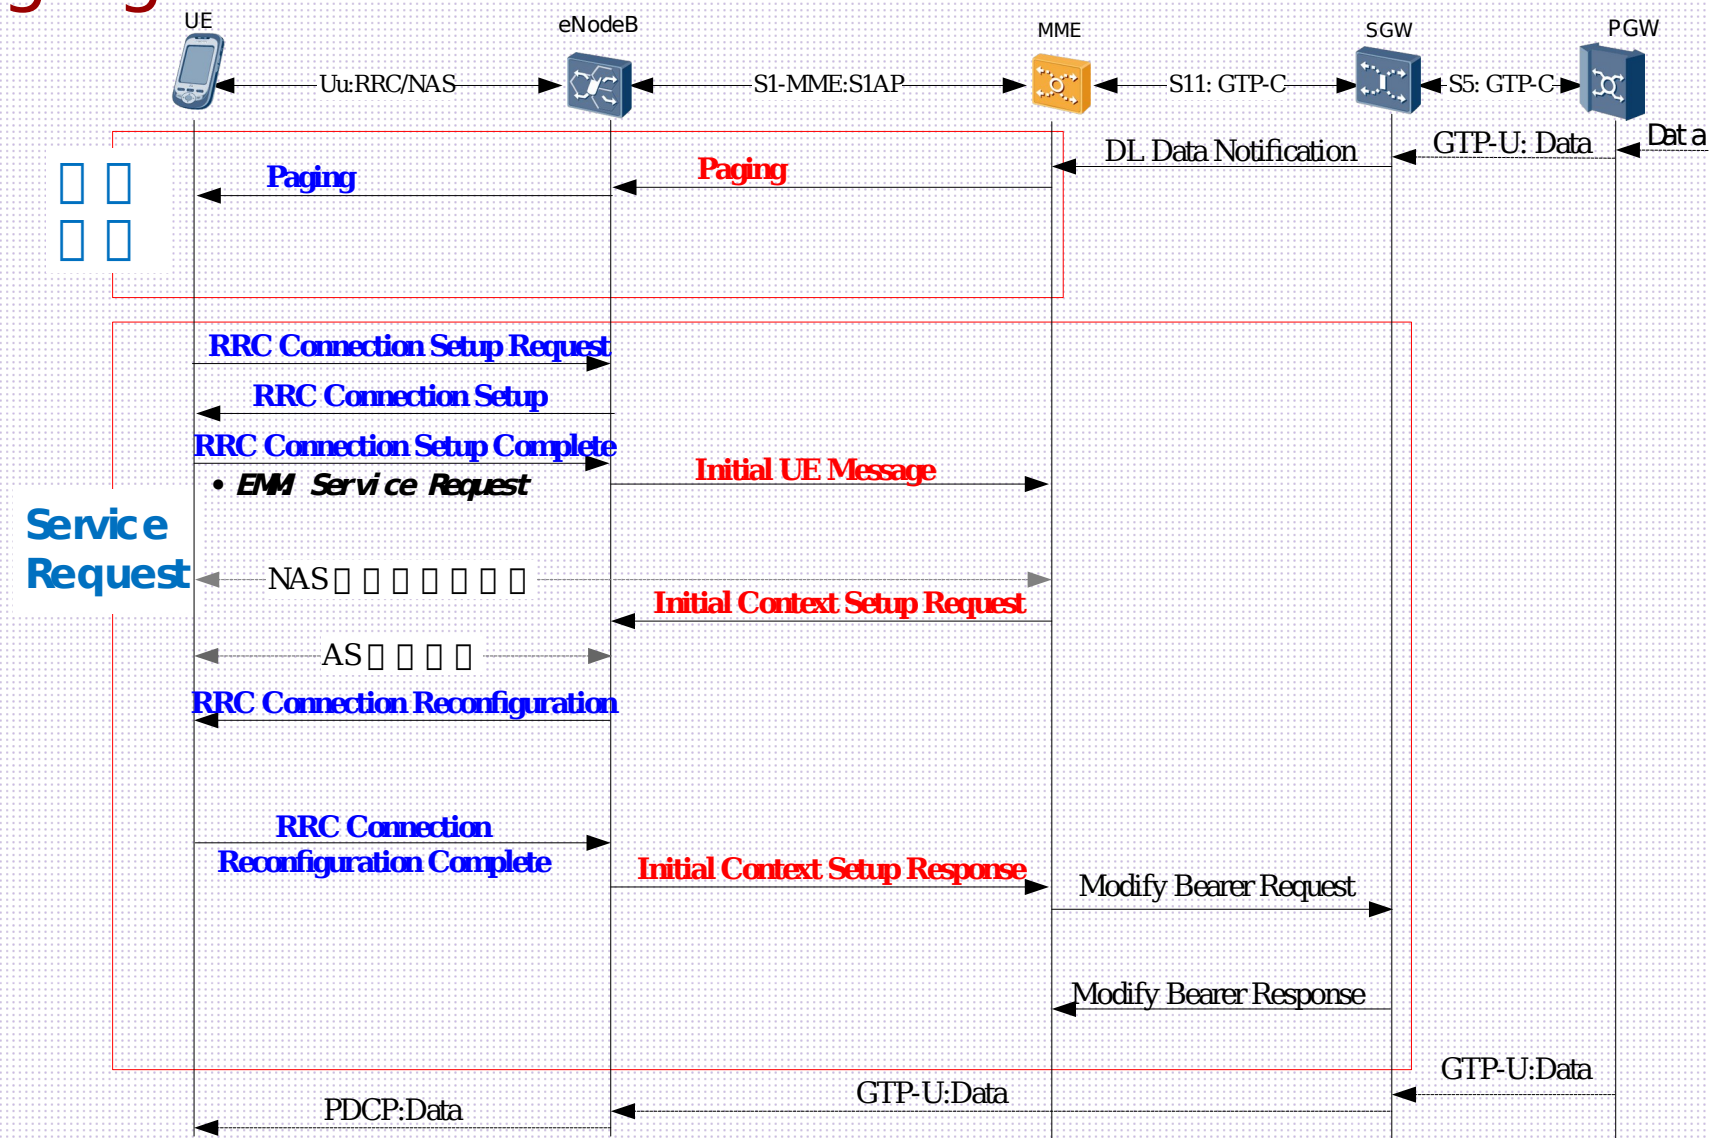 UE
eNodeB
MME
SGW
PGW
Uu:RRC/NAS
S1-MME:S1AP
S11: GTP-C
S5: GTP-C
Data
GTP-U: Data
DL Data Notification
Paging
Paging
RRC Connection Setup Request
RRC Connection Setup
RRC Connection Setup Complete
• EMM Service Request
Initial UE Message
Service
Request
NAS
Initial Context Setup Request
AS
RRC Connection Reconfiguration
RRC Connection
Reconfiguration Complete
Initial Context Setup Response
Modify Bearer Request
Modify Bearer Response
GTP-U:Data
GTP-U:Data
PDCP:Data